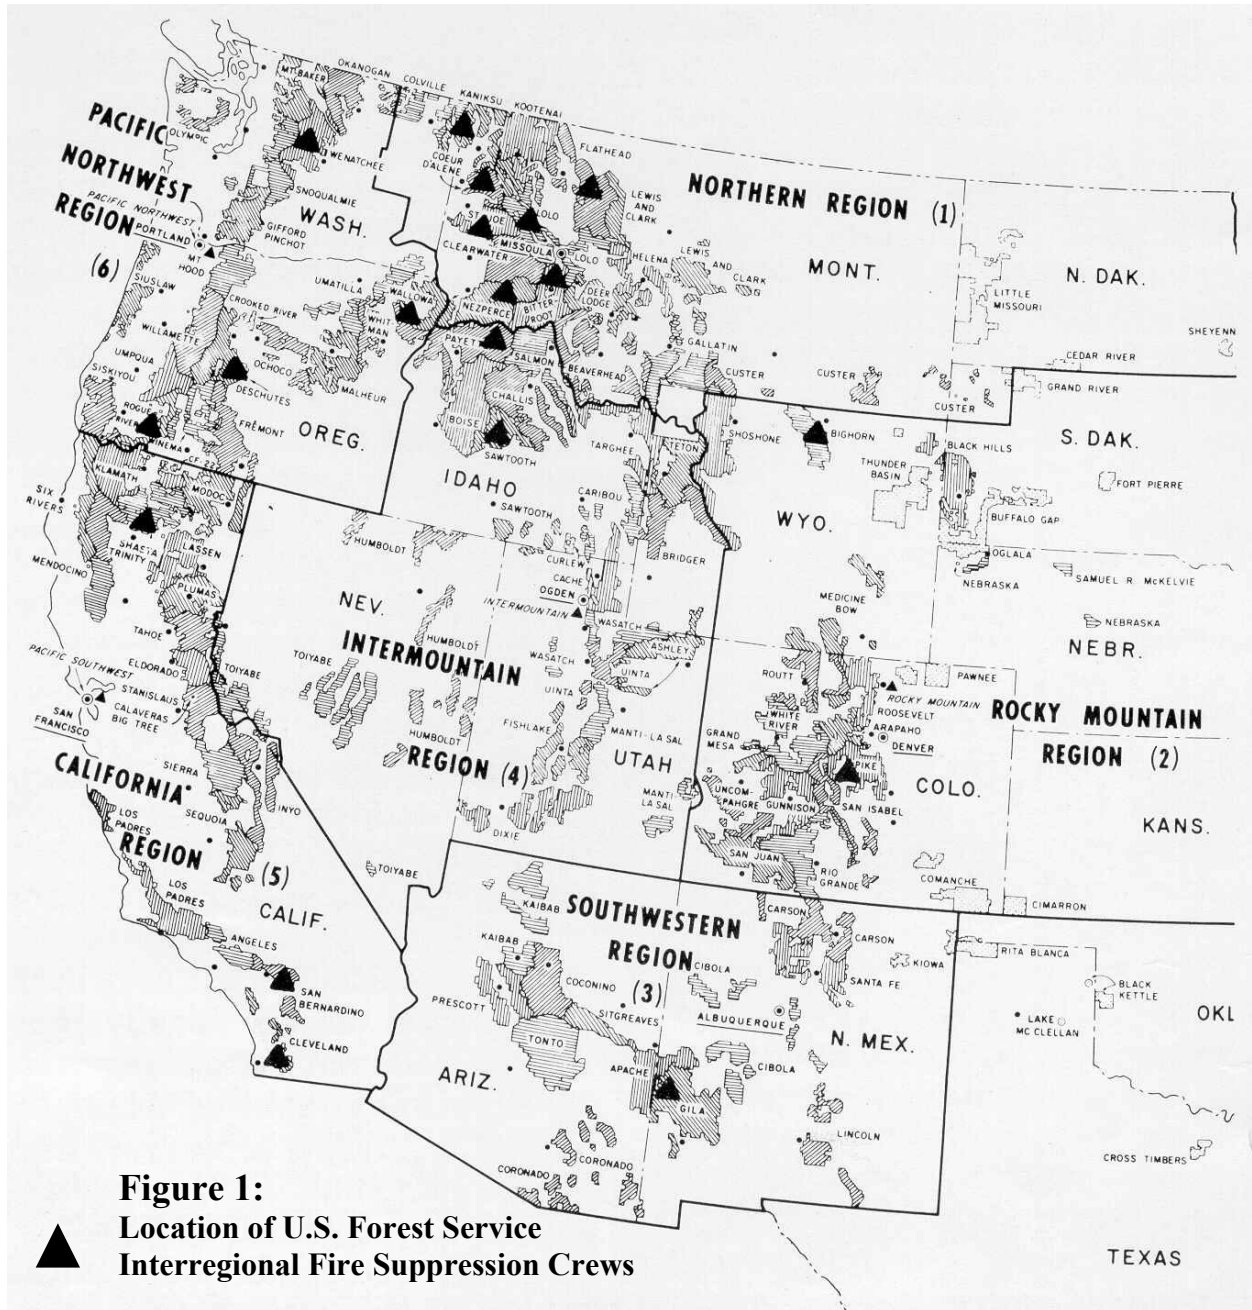 OKANOGAN
COLVILLE
KANIKSU
KOOTENAI
MT. BAKER
PACIFIC
NORTHWEST
REGION
(6)
OLYMPIC
WENATCHEE
SNOQUALMIE
WASH.
PACIFIC NORTHWEST
PORTLAND
GIFFORD
PINCHOT
MT
HOOD
COEUR
D'ALENE
FLATHEAD
LEWIS
AND
CLARK
NORTHERN REGION (1)
ST. JOE
LOLO
CLEARWATER
MISSOULA
LOLO
HELENA
LEWIS
AND
CLARK
MONT.
N. DAK.
LITTLE
MISSOURI
SHEYENN
CEDAR RIVER
GRAND RIVER
SIUSLAW
CROOKED RIVER
UMATILLA
WALLOWA
WHIT
MAN
NEZPERCE
BITTER-
ROOT
DEER
LODGE
WILLAMETTE
OCHOCO
MALHEUR
UMPQUA
SISKIYOU
DESCHUTES
ROGUE
RIVER
WINEMA
FREMONT
OREG.
PAYET
SALMON
BEAVERHEAD
GALLATIN
CUSTER
CUSTER
CUSTER
CHALLIS
BOISE
SAWTOOTH
IDAHO
TARGHEE
TETON
SHOSHONE
BIGHORN
BLACK HILLS
S. DAK.
THUNDER
BASIN
FORT PIERRE
BUFFALO GAP
WYO.
KLAMATH
MODOC
SIX
RIVERS
SHASTA
TRINITY
LASSEN
MENDOCINO
PLUMAS
CARIBOU
SAWTOOTH
CURLEW
CACHE
OGDEN
INTERMOUNTAIN
BRIDGER
HUMBOLDT
NEV.
HUMBOLDT
INTERMOUNTAIN
REGION (4)
OGLALA
NEBRASKA
SAMUEL R. McKELVIE
NEBRASKA
NEBR.
MEDICINE
BOW
WASATCH
ASHLEY
WASATCH
UINTA
UINTA
TAHOE
ELDORADO
TOIYABE
TOIYABE
PACIFIC SOUTHWEST
STANISLAUS
CALAVERAS
BIG TREE
SAN
FRANCISCO
FISHLAKE
MANTI-LA SAL
HUMBOLDT
UTAH
MANTI
LA SAL
DIXIE
ROUTT
PAWNEE
ROCKY MOUNTAIN
ROOSEVELT
ARAPAHO
DENVER
WHITE
RIVER
GRAND
MESA
PIKE
UNCOM-
PAHGRE
GUNNISON
SAN ISABEL
COLO.
ROCKY MOUNTAIN
REGION (2)
KANS.
SAN JUAN
RIO
GRANDE
COMANCHE
CIMARRON
CALIFORNIA
REGION
(5)
SIERRA
INYO
SEQUOIA
LOS
PADRES
LOS
PADRES
CALIF.
TOIYABE
ANGELES
SAN
BERNARDINO
CLEVELAND
SOUTHWESTERN
REGION
(3)
KAIBAB
KAIBAB
COCONINO
PRESCOTT
SITGREAVES
TONTO
APACHE
ARIZ.
CORONADO
CORONADO
CARSON
CARSON
KIOWA
SANTA FE
CIBOLA
ALBUQUERQUE
CIBOLA
N. MEX.
GILA
LINCOLN
RITA BLANCA
BLACK
KETTLE
LAKE
MC CLELLAN
OKL
CROSS TIMBERS
TEXAS
Figure 1:
Location of U.S. Forest Service
Interregional Fire Suppression Crews